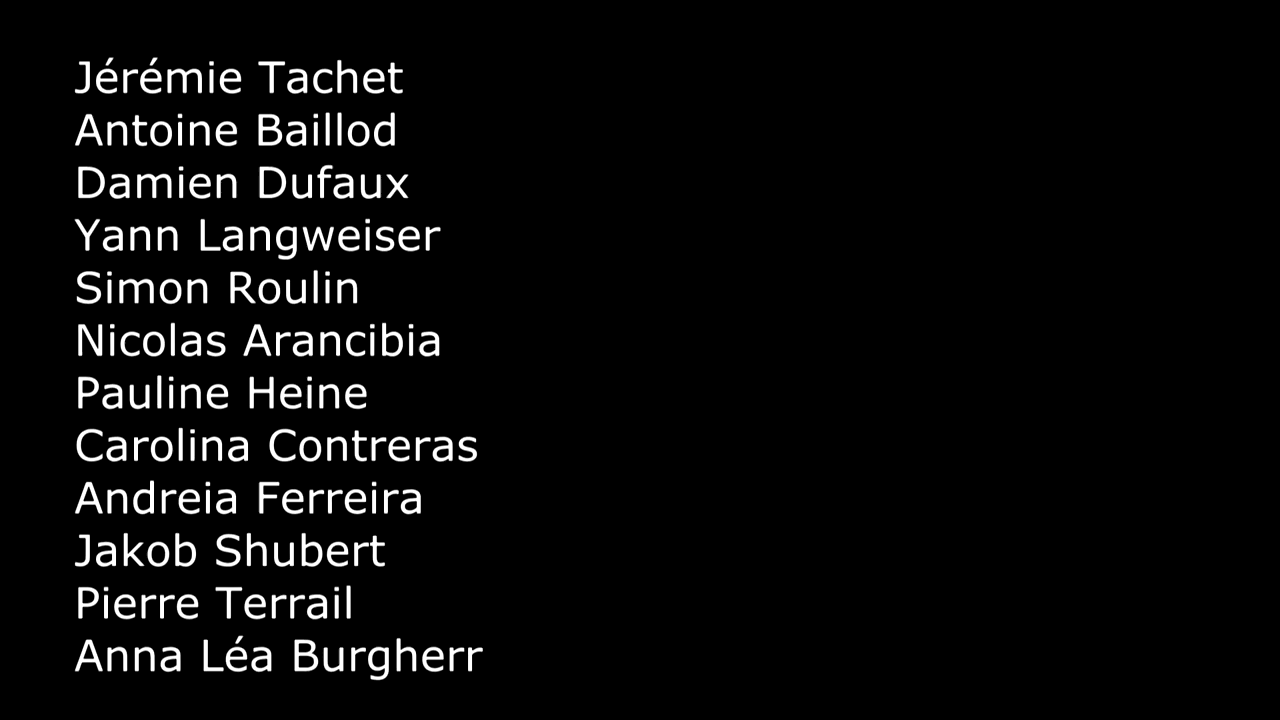 Jérémie Tachet
Antoine Baillod
Damien Dufaux
Yann Langweiser
Simon Roulin
Nicolas Arancibia
Pauline Heine
Carolina Contreras
Andreia Ferreira
Jakob Shubert
Pierre Terrail
Anna Léa Burgherr